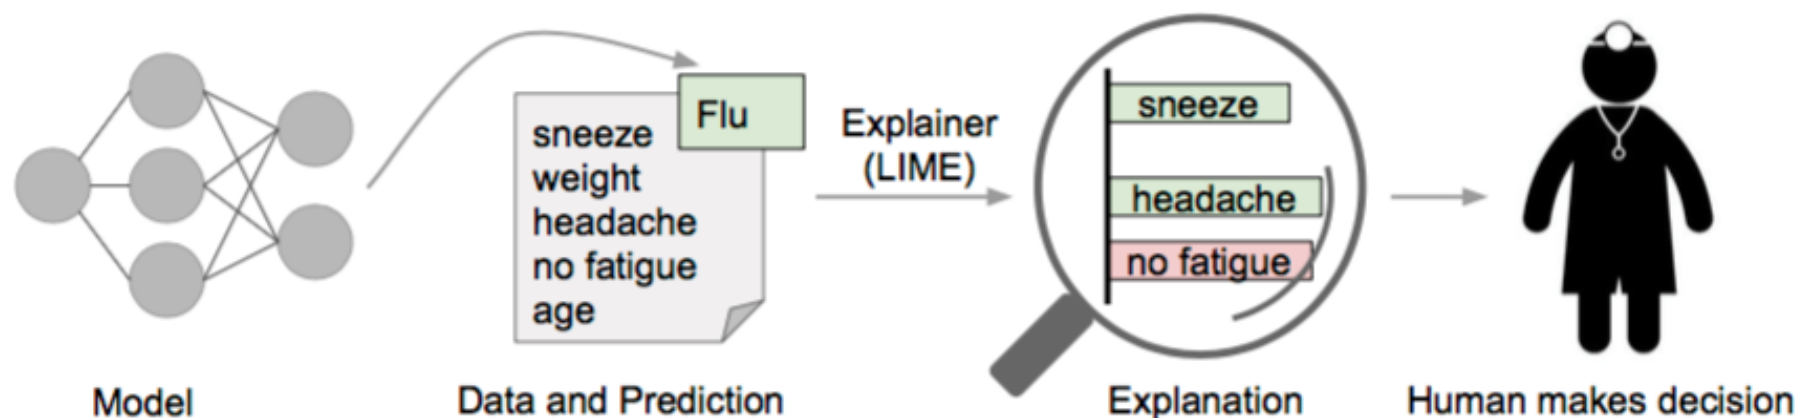 Flu
sneeze
weight
headache
no fatigue
age
Explainer
(LIME)
sneeze
headache
no fatigue
Model
Data and Prediction
Explanation
Human makes decision